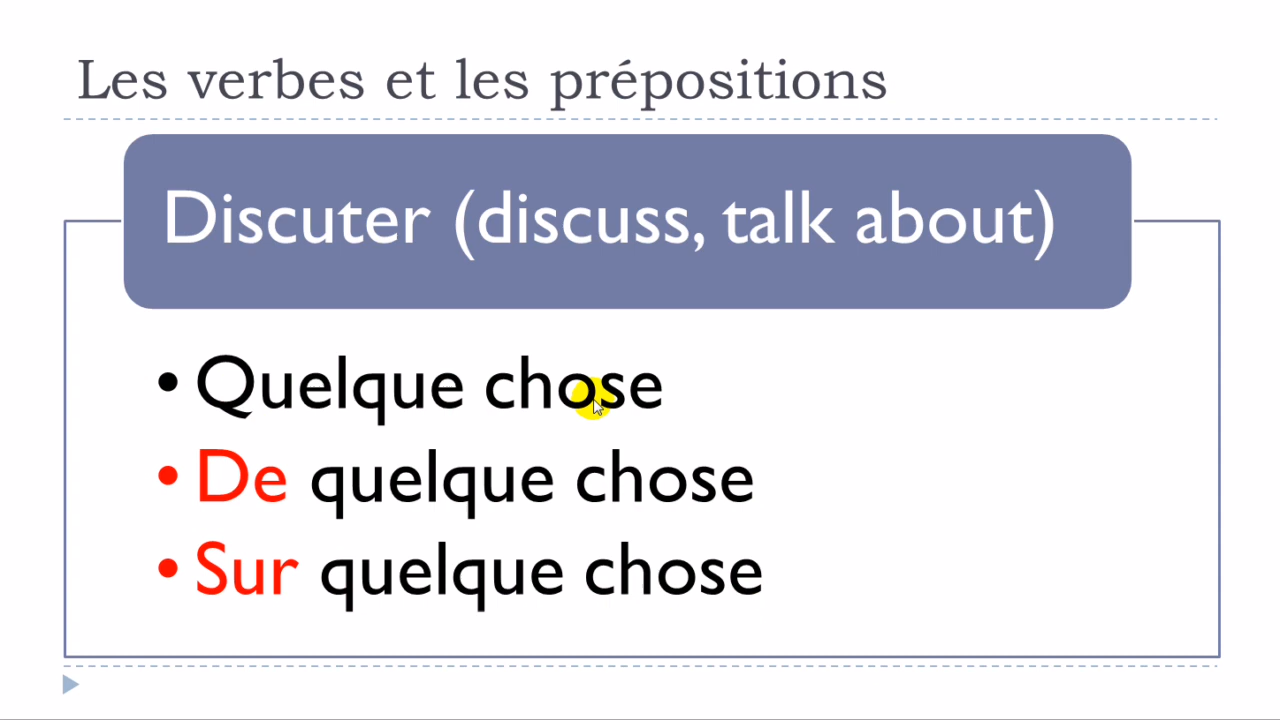 Les verbes et les prépositions
Discuter (discuss, talk about)
• Quelque chose
• De quelque chose
• Sur quelque chose